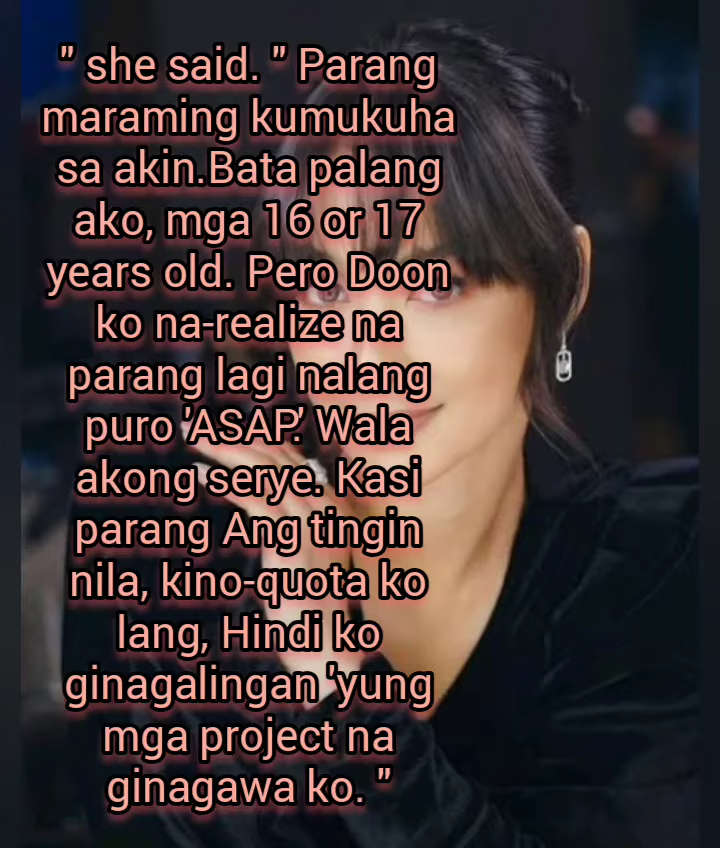 " she said. " Parang
maraming kumukuha
sa akin.Bata palang
ako, mga 16 or 17
years old. Pero Doon
ko na-realize na
parang lagi nalang
puro 'ASAP.' Wala
akong serye. Kasi
parang Ang tingin
nila, kino-quota ko
lang, Hindi ko
ginagalingan 'yung
mga project na
ginagawa ko. "